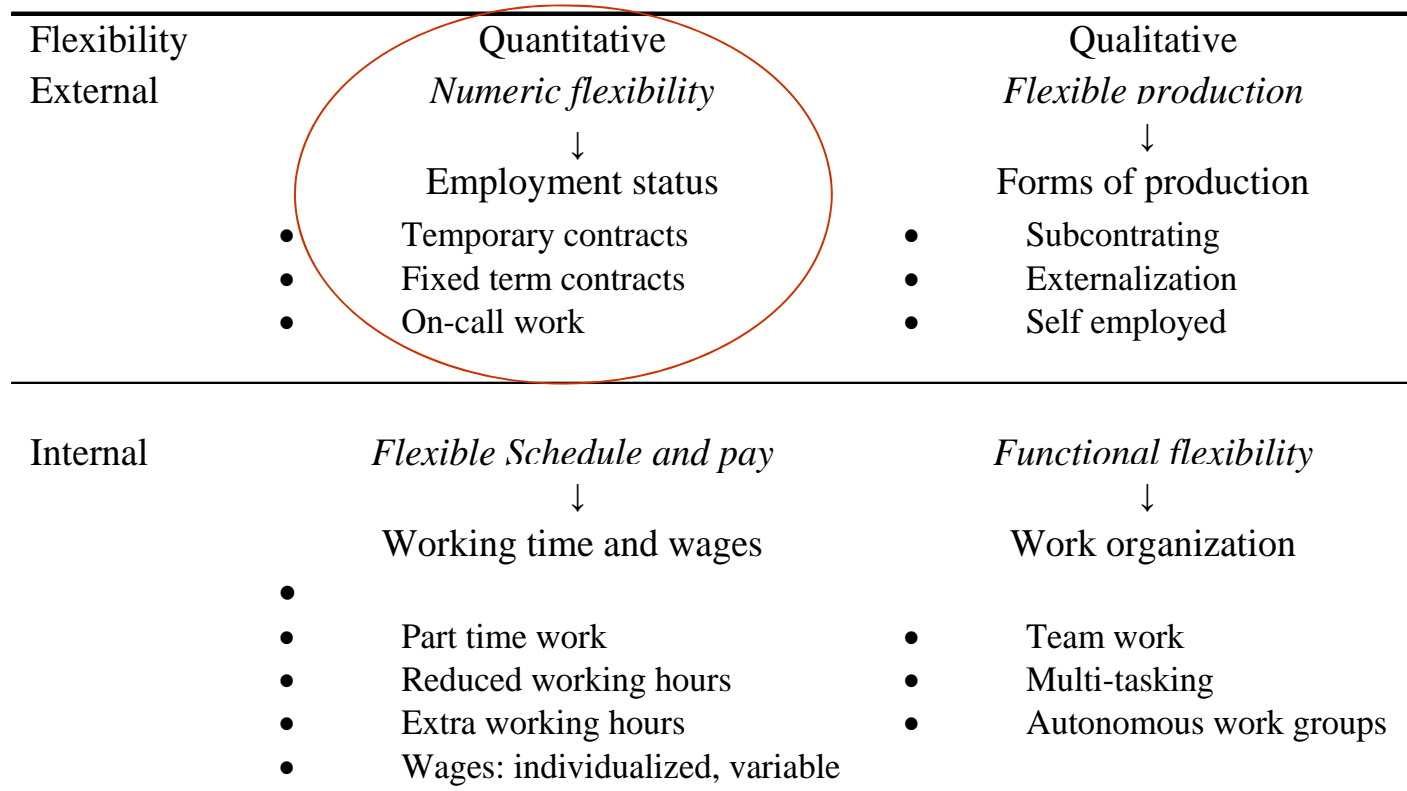 Flexibility Quantitative Qualitative
External Numeric flexibility Flexible production
↓ ↓
Employment status Forms of production
• Temporary contracts • Subcontrating
• Fixed term contracts • Externalization
• On-call work • Self employed
Internal Flexible Schedule and pay Functional flexibility
↓ ↓
Working time and wages Work organization
•
• Part time work • Team work
• Reduced working hours • Multi-tasking
• Extra working hours • Autonomous work groups
• Wages: individualized, variable